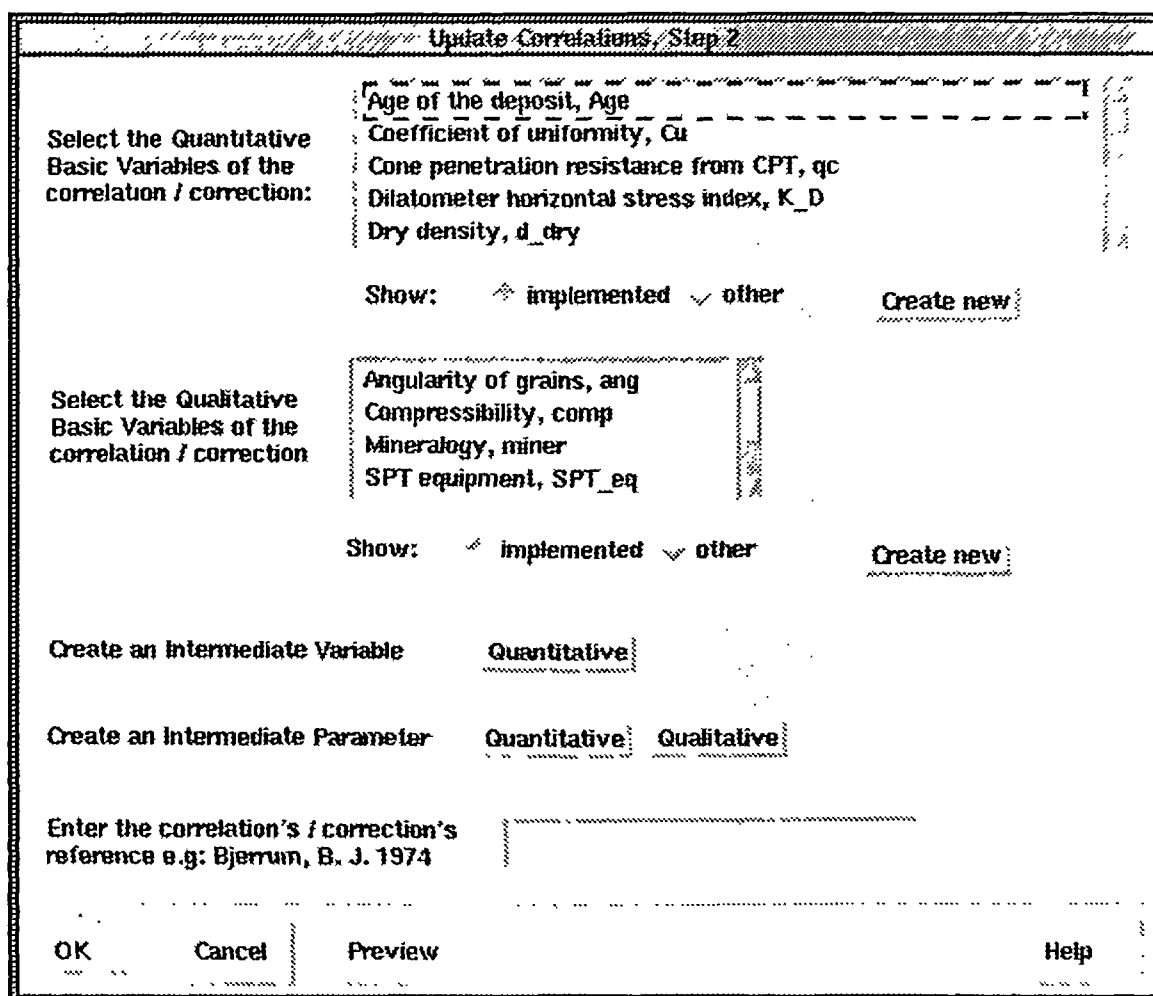 Update Correlations, Step 2
Select the Quantitative
Basic Variables of the
correlation / correction:
Age of the deposit, Age
Coefficient of uniformity, Cu
Cone penetration resistance from CPT, qc
Dilatometer horizontal stress index, K_D
Dry density, d_dry
Show: implemented other Create new
Select the Qualitative
Basic Variables of the
correlation / correction
Angularity of grains, ang
Compressibility, comp
Mineralogy, miner
SPT equipment, SPT_eq
Show: implemented other Create new
Create an Intermediate Variable Quantitative
Create an Intermediate Parameter Quantitative Qualitative
Enter the correlation's / correction's
reference e.g: Bjerrum, B. J. 1974
OK Cancel Preview Help